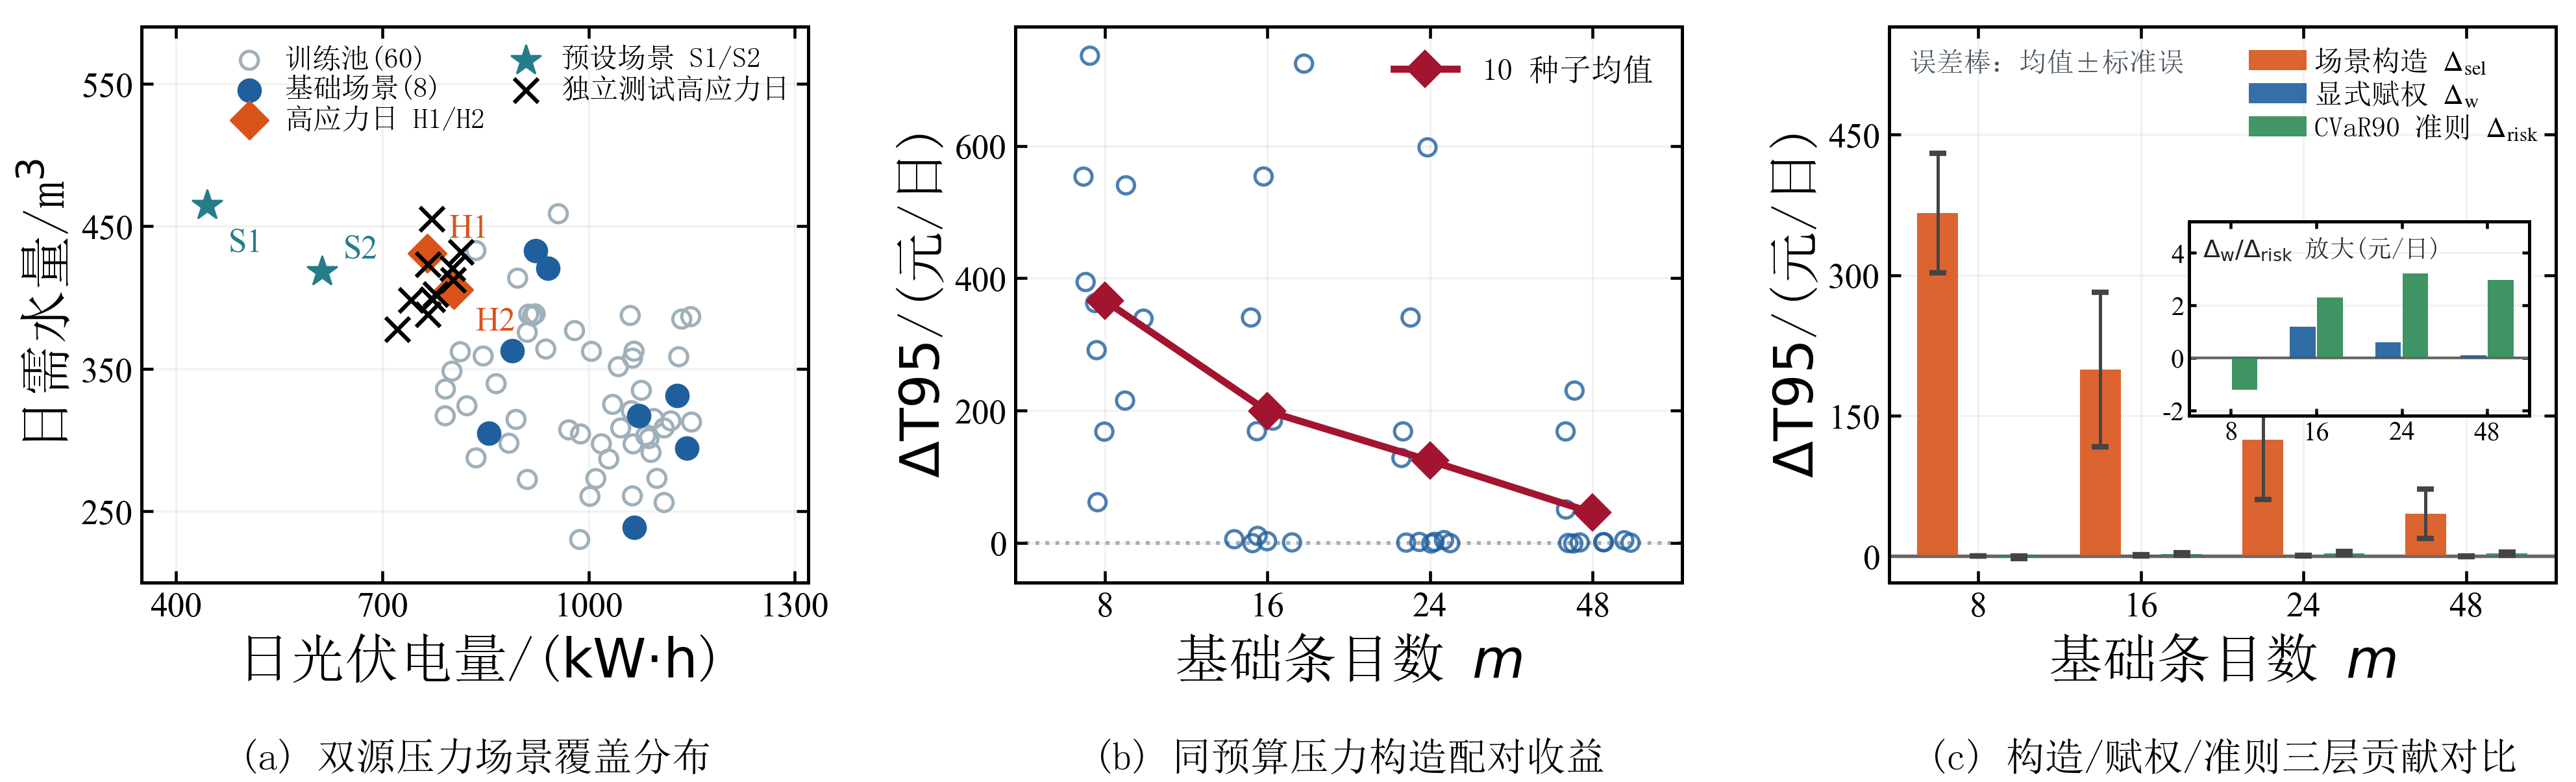 训练池(60)
基础场景(8)
高应力日 H1/H2
预设场景 S1/S2
独立测试高应力日
S1
S2
H1
H2
550
450
350
250
400
700
1000
1300
日需水量/m³
日光伏电量/(kW·h)
(a) 双源压力场景覆盖分布
10 种子均值
600
400
200
0
8
16
24
48
ΔT95/(元/日)
基础条目数 m
(b) 同预算压力构造配对收益
误差棒：均值±标准误
场景构造 Δsel
显式赋权 Δw
CVaR90 准则 Δrisk
Δw/Δrisk 放大(元/日)
4
2
0
-2
8
16
24
48
450
300
150
0
8
16
24
48
ΔT95/(元/日)
基础条目数 m
(c) 构造/赋权/准则三层贡献对比